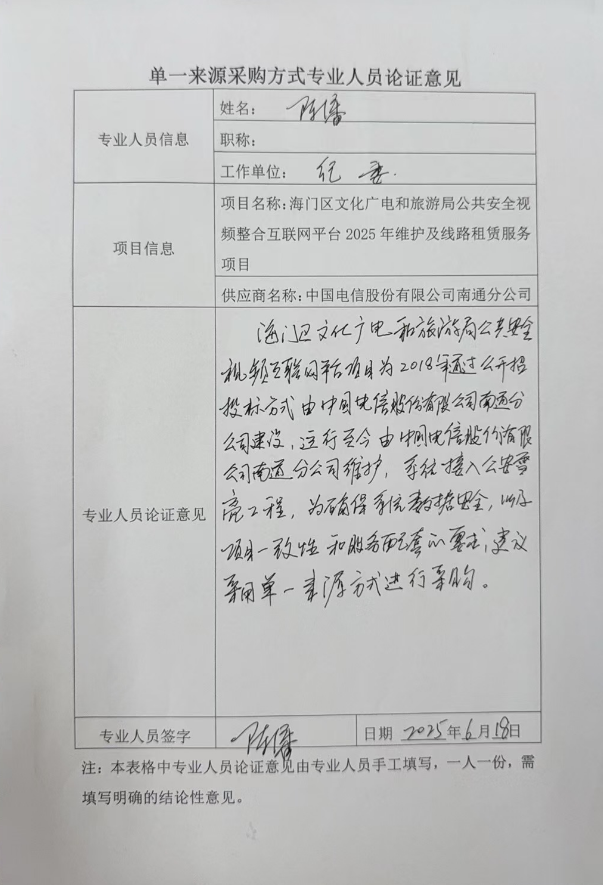 单一来源采购方式专业人员论证意见
专业人员信息
姓名：陈潘
职称：
工作单位：纪委.
项目信息
项目名称：海门区文化广电和旅游局公共安全视
频整合互联网平台 2025 年维护及线路租赁服务
项目
供应商名称：中国电信股份有限公司南通分公司
专业人员论证意见
海门区文化广电和旅游局公共安全
视频互联网平台项目为2018年通过公开招
投标方式由中国电信股份有限公司南通分
公司建设，运行至今由中国电信股份有限
公司南通分公司维护，系统接入公安雪
亮工程，为确保系统数据安全，以及
项目一致性和服务配套的要求，建议
采用单一来源方式进行采购。
专业人员签字
陈潘
日期 2025年6月18日
注：本表格中专业人员论证意见由专业人员手工填写，一人一份，需
填写明确的结论性意见。